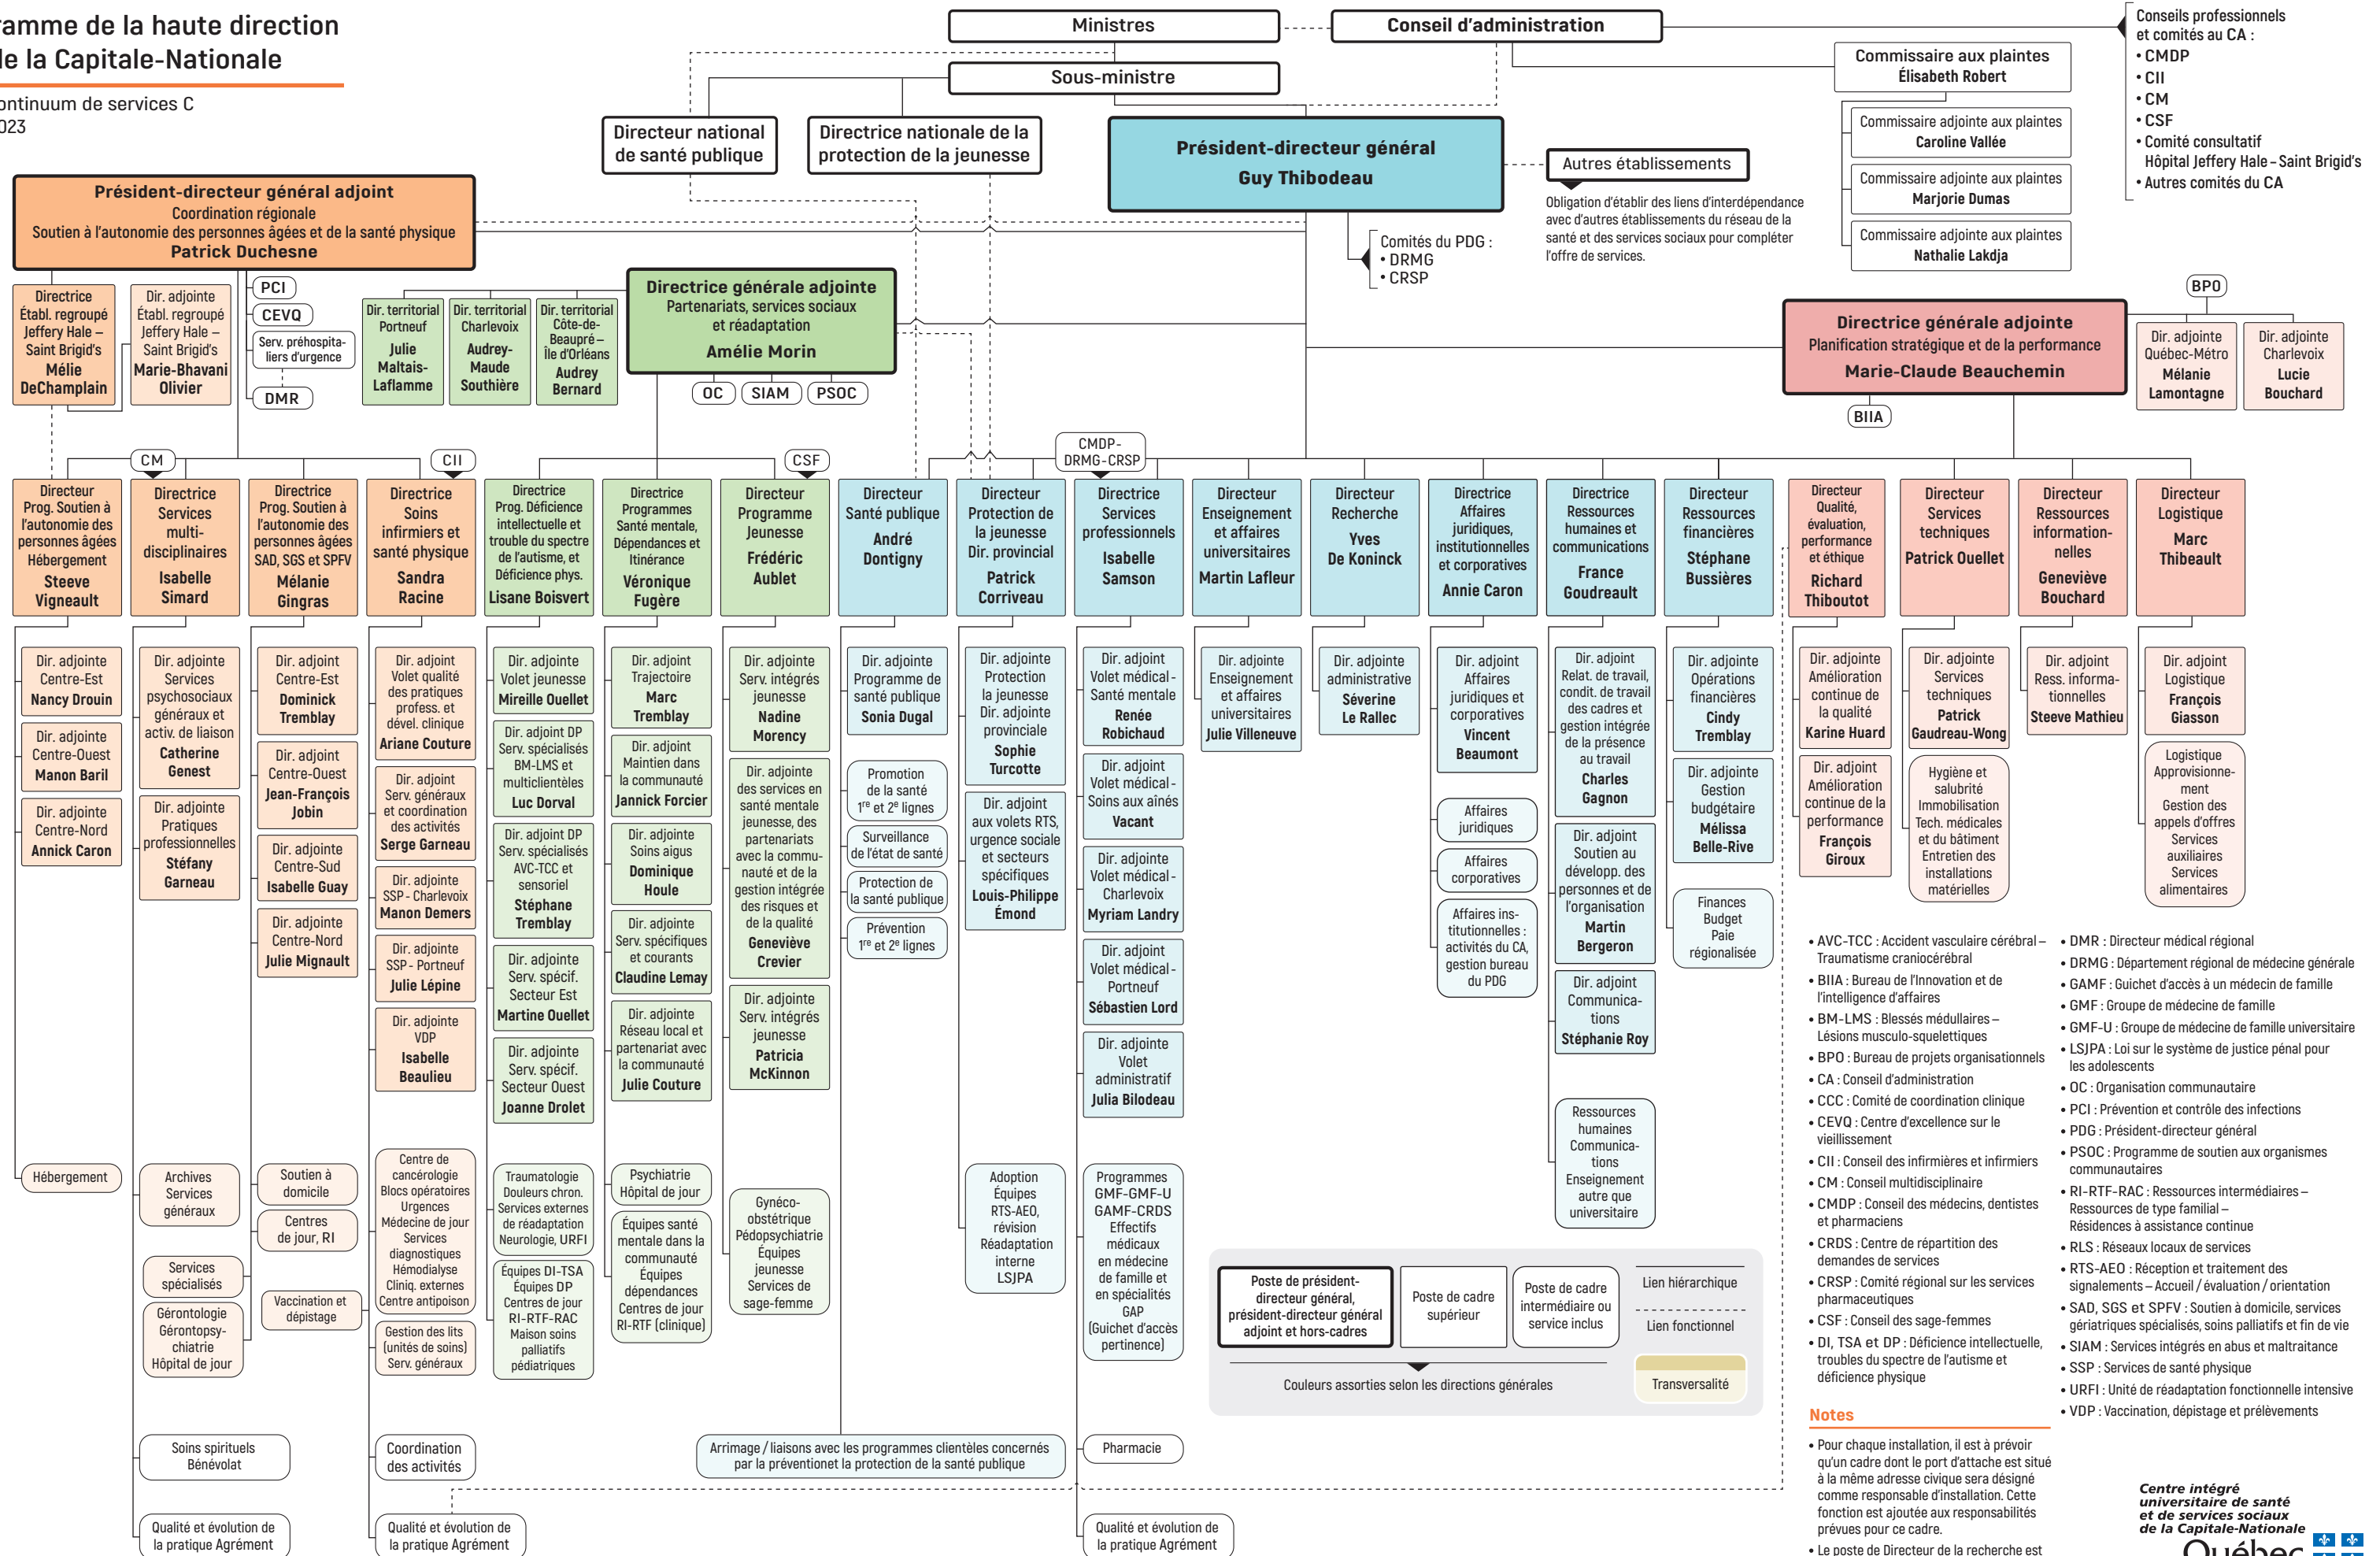 ramme de la haute direction
de la Capitale-Nationale
ontinuum de services C
023
Ministres
Conseil d'administration
Sous-ministre
Directeur national
de santé publique
Directrice nationale de la
protection de la jeunesse
Président-directeur général
Guy Thibodeau
Autres établissements
Obligation d'établir des liens d'interdépendance
avec d'autres établissements du réseau de la
santé et des services sociaux pour compléter
l'offre de services.
Comités du PDG :
• DRMG
• CRSP
Commissaire aux plaintes
Élisabeth Robert
Commissaire adjointe aux plaintes
Caroline Vallée
Commissaire adjointe aux plaintes
Marjorie Dumas
Commissaire adjointe aux plaintes
Nathalie Lakdja
Conseils professionnels
et comités au CA :
• CMDP
• CII
• CM
• CSF
• Comité consultatif
Hôpital Jeffery Hale – Saint Brigid's
• Autres comités du CA
Président-directeur général adjoint
Coordination régionale
Soutien à l'autonomie des personnes âgées et de la santé physique
Patrick Duchesne
Directrice
Établ. regroupé
Jeffery Hale –
Saint Brigid's
Mélie
DeChamplain
Dir. adjointe
Établ. regroupé
Jeffery Hale –
Saint Brigid's
Marie-Bhavani
Olivier
PCI
CEVQ
Serv. préhospita-
liers d'urgence
DMR
Dir. territorial
Portneuf
Julie
Maltais-
Laflamme
Dir. territorial
Charlevoix
Audrey-
Maude
Southière
Dir. territorial
Côte-de-
Beaupré –
Île d'Orléans
Audrey
Bernard
Directrice générale adjointe
Partenariats, services sociaux
et réadaptation
Amélie Morin
OC
SIAM
PSOC
Directrice générale adjointe
Planification stratégique et de la performance
Marie-Claude Beauchemin
BIIA
BPO
Dir. adjointe
Québec-Métro
Mélanie
Lamontagne
Dir. adjointe
Charlevoix
Lucie
Bouchard
CM
CII
CSF
CMDP-
DRMG-CRSP
Directeur
Prog. Soutien à
l'autonomie des
personnes âgées
Hébergement
Steeve
Vigneault
Directrice
Services
multi-
disciplinaires
Isabelle
Simard
Directrice
Prog. Soutien à
l'autonomie des
personnes âgées
SAD, SGS et SPFV
Mélanie
Gingras
Directrice
Soins
infirmiers et
santé physique
Sandra
Racine
Directrice
Prog. Déficience
intellectuelle et
trouble du spectre
de l'autisme, et
Déficience phys.
Lisane Boisvert
Directrice
Programmes
Santé mentale,
Dépendances et
Itinérance
Véronique
Fugère
Directeur
Programme
Jeunesse
Frédéric
Aublet
Directeur
Santé publique
André
Dontigny
Directeur
Protection de
la jeunesse
Dir. provincial
Patrick
Corriveau
Directrice
Services
professionnels
Isabelle
Samson
Directeur
Enseignement
et affaires
universitaires
Martin Lafleur
Directeur
Recherche
Yves
De Koninck
Directrice
Affaires
juridiques,
institutionnelles
et corporatives
Annie Caron
Directrice
Ressources
humaines et
communications
France
Goudreault
Directeur
Ressources
financières
Stéphane
Bussières
Directeur
Qualité,
évaluation,
performance
et éthique
Richard
Thiboutot
Directeur
Services
techniques
Patrick Ouellet
Directeur
Ressources
information-
nelles
Geneviève
Bouchard
Directeur
Logistique
Marc
Thibeault
Dir. adjointe
Centre-Est
Nancy Drouin
Dir. adjointe
Centre-Ouest
Manon Baril
Dir. adjointe
Centre-Nord
Annick Caron
Hébergement
Dir. adjointe
Services
psychosociaux
généraux et
activ. de liaison
Catherine
Genest
Dir. adjointe
Pratiques
professionnelles
Stéfany
Garneau
Archives
Services
généraux
Services
spécialisés
Gérontologie
Gérontopsy-
chiatrie
Hôpital de jour
Soins spirituels
Bénévolat
Qualité et évolution de
la pratique Agrément
Dir. adjoint
Centre-Est
Dominick
Tremblay
Dir. adjoint
Centre-Ouest
Jean-François
Jobin
Dir. adjointe
Centre-Sud
Isabelle Guay
Dir. adjointe
Centre-Nord
Julie Mignault
Soutien à
domicile
Centres
de jour, RI
Vaccination et
dépistage
Dir. adjointe
Volet qualité
des pratiques
profess. et
dével. clinique
Ariane Couture
Dir. adjoint
Serv. généraux
et coordination
des activités
Serge Garneau
Dir. adjointe
SSP - Charlevoix
Manon Demers
Dir. adjointe
SSP - Portneuf
Julie Lépine
Dir. adjointe
VDP
Isabelle
Beaulieu
Centre de
cancérologie
Blocs opératoires
Urgences
Médecine de jour
Services
diagnostiques
Hémodialyse
Cliniq. externes
Centre antipoison
Gestion des lits
(unités de soins)
Serv. généraux
Coordination
des activités
Qualité et évolution de
la pratique Agrément
Dir. adjointe
Volet jeunesse
Mireille Ouellet
Dir. adjoint DP
Serv. spécialisés
BM-LMS et
multiclientèles
Luc Dorval
Dir. adjoint DP
Serv. spécialisés
AVC-TCC et
sensoriel
Stéphane
Tremblay
Dir. adjointe
Serv. spécif.
Secteur Est
Martine Ouellet
Dir. adjointe
Serv. spécif.
Secteur Ouest
Joanne Drolet
Traumatologie
Douleurs chron.
Services externes
de réadaptation
Neurologie, URFI
Équipes DI-TSA
Équipes DP
Centres de jour
RI-RTF-RAC
Maison soins
palliatifs
pédiatriques
Dir. adjoint
Trajectoire
Marc
Tremblay
Dir. adjoint
Maintien dans
la communauté
Jannick Forcier
Dir. adjointe
Soins aigus
Dominique
Houle
Dir. adjointe
Serv. spécifiques
et courants
Claudine Lemay
Dir. adjointe
Réseau local et
partenariat avec
la communauté
Julie Couture
Psychiatrie
Hôpital de jour
Équipes santé
mentale dans la
communauté
Équipes
dépendances
Centres de jour
RI-RTF (clinique)
Dir. adjointe
Serv. intégrés
jeunesse
Nadine
Morency
Dir. adjointe
des services en
santé mentale
jeunesse, des
partenariats
avec la commu-
nauté et de la
gestion intégrée
des risques et
de la qualité
Geneviève
Crevier
Dir. adjointe
Serv. intégrés
jeunesse
Patricia
McKinnon
Gynéco-
obstétrique
Pédopsychiatrie
Équipes
jeunesse
Services de
sage-femme
Dir. adjointe
Programme de
santé publique
Sonia Dugal
Promotion
de la santé
1re et 2e lignes
Surveillance
de l'état de santé
Protection de
la santé publique
Prévention
1re et 2e lignes
Arrimage / liaisons avec les programmes clientèles concernés
par la préventionet la protection de la santé publique
Dir. adjointe
Protection
la jeunesse
Dir. adjointe
provinciale
Sophie
Turcotte
Dir. adjoint
aux volets RTS,
urgence sociale
et secteurs
spécifiques
Louis-Philippe
Émond
Adoption
Équipes
RTS-AEO,
révision
Réadaptation
interne
LSJPA
Dir. adjoint
Volet médical-
Santé mentale
Renée
Robichaud
Dir. adjoint
Volet médical-
Soins aux aînés
Vacant
Dir. adjointe
Volet médical-
Charlevoix
Myriam Landry
Dir. adjoint
Volet médical-
Portneuf
Sébastien Lord
Dir. adjointe
Volet
administratif
Julia Bilodeau
Programmes
GMF-GMF-U
GAMF-CRDS
Effectifs
médicaux
en médecine
de famille et
en spécialités
GAP
(Guichet d'accès
pertinence)
Pharmacie
Qualité et évolution de
la pratique Agrément
Dir. adjointe
Enseignement
et affaires
universitaires
Julie Villeneuve
Dir. adjointe
administrative
Séverine
Le Rallec
Dir. adjoint
Affaires
juridiques et
corporatives
Vincent
Beaumont
Affaires
juridiques
Affaires
corporatives
Affaires ins-
titutionnelles :
activités du CA,
gestion bureau
du PDG
Dir. adjoint
Relat. de travail,
condit. de travail
des cadres et
gestion intégrée
de la présence
au travail
Charles
Gagnon
Dir. adjoint
Soutien au
développ. des
personnes et de
l'organisation
Martin
Bergeron
Dir. adjoint
Communica-
tions
Stéphanie Roy
Ressources
humaines
Communica-
tions
Enseignement
autre que
universitaire
Dir. adjointe
Opérations
financières
Cindy
Tremblay
Dir. adjointe
Gestion
budgétaire
Mélissa
Belle-Rive
Finances
Budget
Paie
régionalisée
Dir. adjointe
Amélioration
continue de
la qualité
Karine Huard
Dir. adjoint
Amélioration
continue de la
performance
François
Giroux
Dir. adjointe
Services
techniques
Patrick
Gaudreau-Wong
Hygiène et
salubrité
Immobilisation
Tech. médicales
et du bâtiment
Entretien des
installations
matérielles
Dir. adjoint
Ress. informa-
tionnelles
Steeve Mathieu
Dir. adjoint
Logistique
François
Giasson
Logistique
Approvisionne-
ment
Gestion des
appels d'offres
Services
auxiliaires
Services
alimentaires
Poste de président-
directeur général,
président-directeur général
adjoint et hors-cadres
Poste de cadre
supérieur
Poste de cadre
intermédiaire ou
service inclus
Lien hiérarchique
Lien fonctionnel
Couleurs assorties selon les directions générales
Transversalité
• AVC-TCC : Accident vasculaire cérébral –
Traumatisme craniocérébral
• BIIA : Bureau de l'Innovation et de
l'intelligence d'affaires
• BM-LMS : Blessés médullaires –
Lésions musculo-squelettiques
• BPO : Bureau de projets organisationnels
• CA : Conseil d'administration
• CCC : Comité de coordination clinique
• CEVQ : Centre d'excellence sur le
vieillissement
• CII : Conseil des infirmières et infirmiers
• CM : Conseil multidisciplinaire
• CMDP : Conseil des médecins, dentistes
et pharmaciens
• CRDS : Centre de répartition des
demandes de services
• CRSP : Comité régional sur les services
pharmaceutiques
• CSF : Conseil des sage-femmes
• DI, TSA et DP : Déficience intellectuelle,
troubles du spectre de l'autisme et
déficience physique
• DMR : Directeur médical régional
• DRMG : Département régional de médecine générale
• GAMF : Guichet d'accès à un médecin de famille
• GMF : Groupe de médecine de famille
• GMF-U : Groupe de médecine de famille universitaire
• LSJPA : Loi sur le système de justice pénal pour
les adolescents
• OC : Organisation communautaire
• PCI : Prévention et contrôle des infections
• PDG : Président-directeur général
• PSOC : Programme de soutien aux organismes
communautaires
• RI-RTF-RAC : Ressources intermédiaires –
Ressources de type familial –
Résidences à assistance continue
• RLS : Réseaux locaux de services
• RTS-AEO : Réception et traitement des
signalements – Accueil / évaluation / orientation
• SAD, SGS et SPFV : Soutien à domicile, services
gériatriques spécialisés, soins palliatifs et fin de vie
• SIAM : Services intégrés en abus et maltraitance
• SSP : Services de santé physique
• URFI : Unité de réadaptation fonctionnelle intensive
• VDP : Vaccination, dépistage et prélèvements
Notes
• Pour chaque installation, il est à prévoir
qu'un cadre dont le port d'attache est situé
à la même adresse civique sera désigné
comme responsable d'installation. Cette
fonction est ajoutée aux responsabilités
prévues pour ce cadre.
• Le poste de Directeur de la recherche est
Centre intégré
universitaire de santé
et de services sociaux
de la Capitale-Nationale
Québec